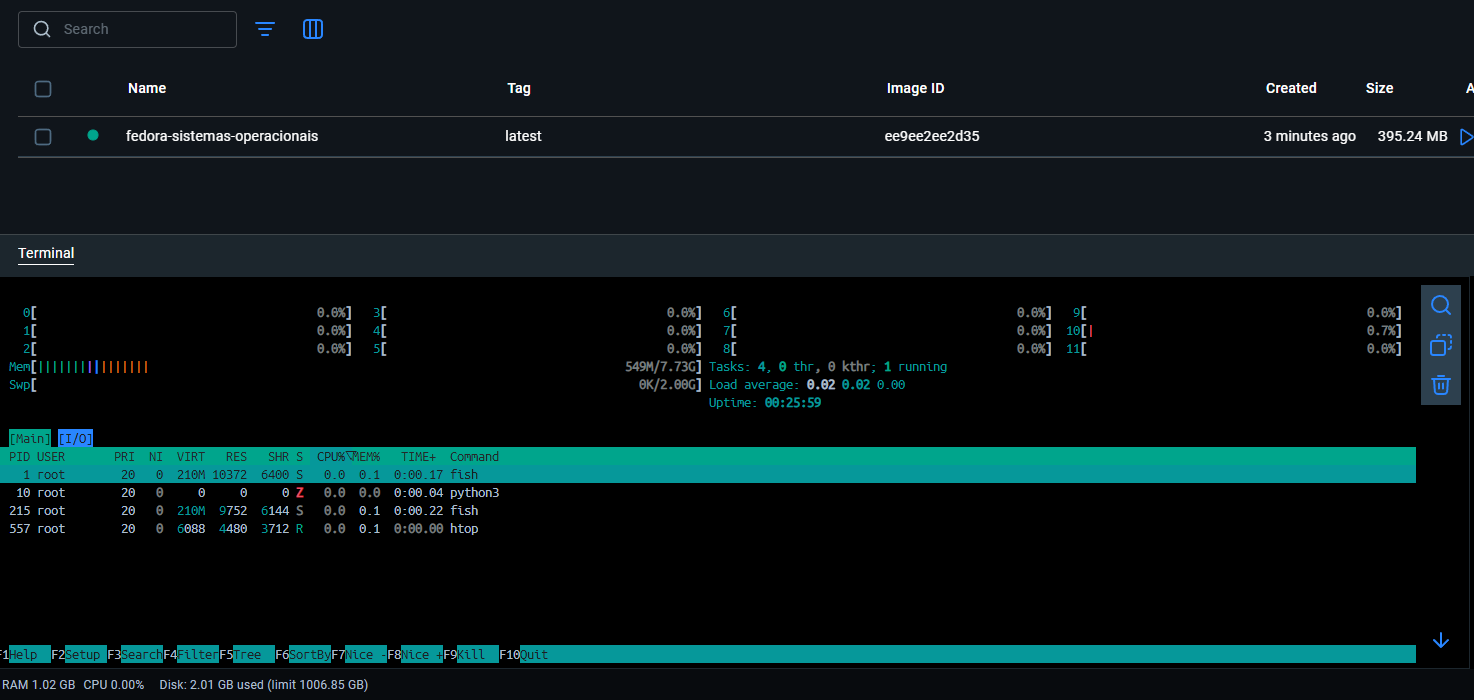 Search
Name Tag Image ID Created Size A
fedora-sistemas-operacionais latest ee9ee2ee2d35 3 minutes ago 395.24 MB
Terminal
0[ 0.0%] 3[ 0.0%] 6[ 0.0%] 9[ 0.0%]
1[ 0.0%] 4[ 0.0%] 7[ 0.0%] 10[| 0.7%]
2[ 0.0%] 5[ 0.0%] 8[ 0.0%] 11[ 0.0%]
Mem[|||||||||||||||| 549M/7.73G] Tasks: 4, 0 thr, 0 kthr; 1 running
Swp[ 0K/2.00G] Load average: 0.02 0.02 0.00
Uptime: 00:25:59
[Main] [I/O]
PID USER PRI NI VIRT RES SHR S CPU%▽MEM% TIME+ Command
1 root 20 0 210M 10372 6400 S 0.0 0.1 0:00.17 fish
10 root 20 0 0 0 0 Z 0.0 0.0 0:00.04 python3
215 root 20 0 210M 9752 6144 S 0.0 0.1 0:00.22 fish
557 root 20 0 6088 4480 3712 R 0.0 0.1 0:00.00 htop
F1Help F2Setup F3SearchF4FilterF5Tree F6SortByF7Nice -F8Nice +F9Kill F10Quit
RAM 1.02 GB CPU 0.00% Disk: 2.01 GB used (limit 1006.85 GB)